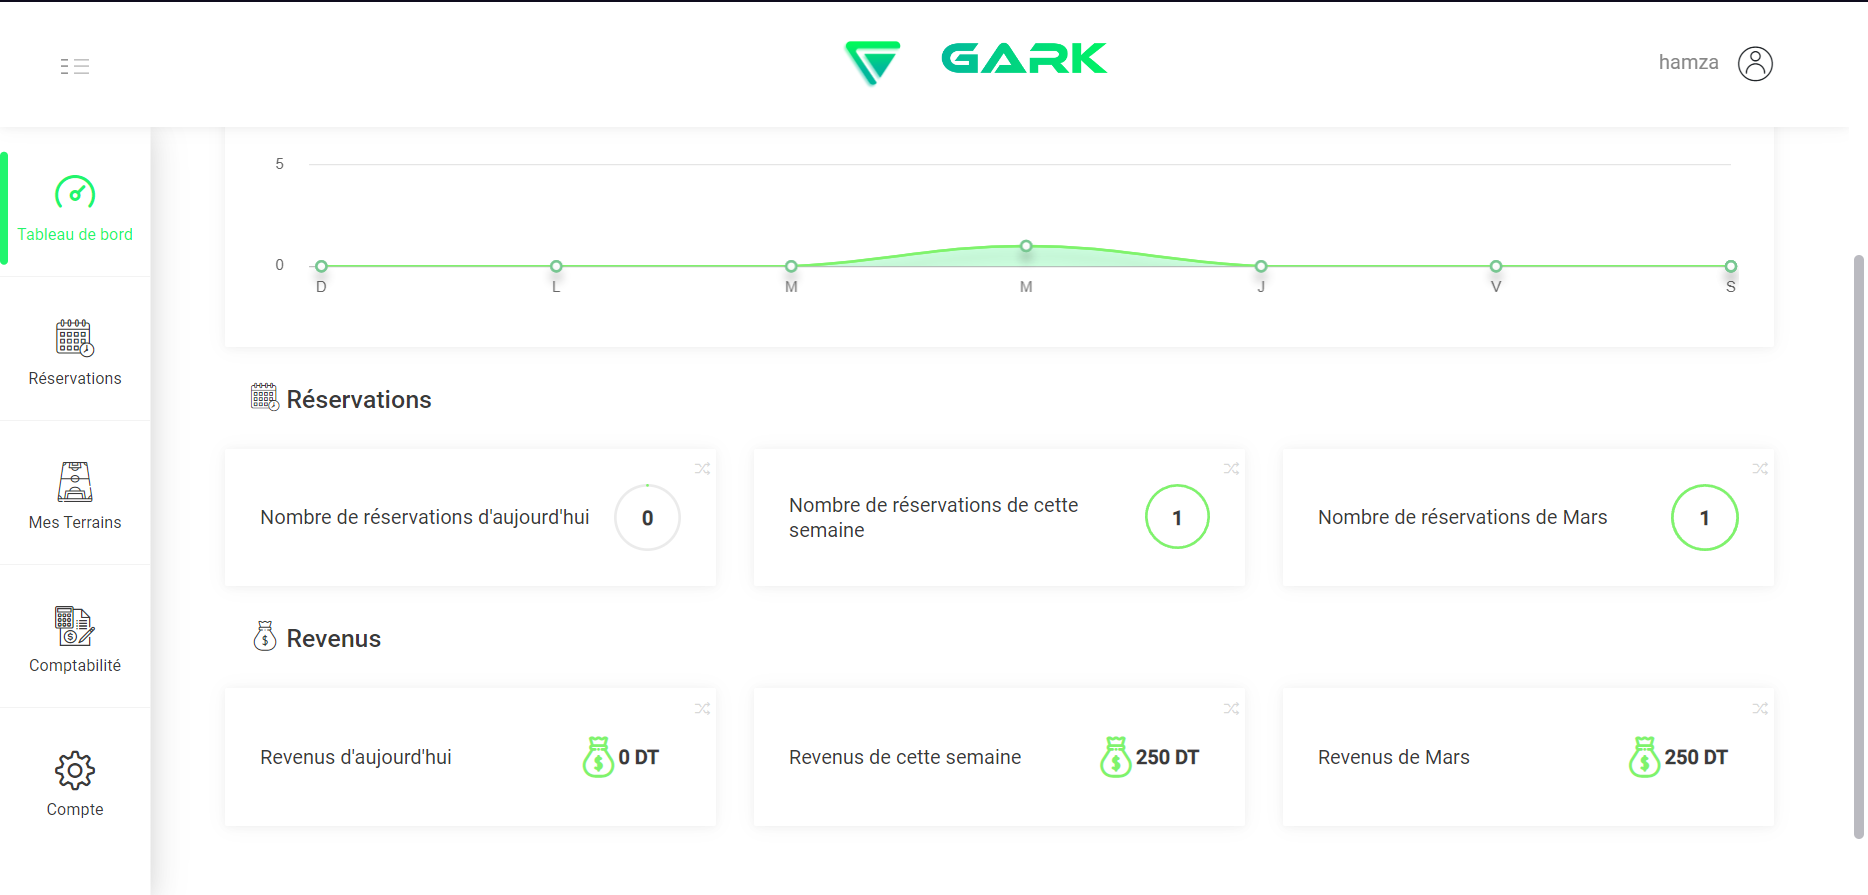 GARK
hamza
Tableau de bord
Réservations
Mes Terrains
Comptabilité
Compte
5
0
D L M M J V S
Réservations
Nombre de réservations d'aujourd'hui
0
Nombre de réservations de cette
semaine
1
Nombre de réservations de Mars
1
Revenus
Revenus d'aujourd'hui
0 DT
Revenus de cette semaine
250 DT
Revenus de Mars
250 DT